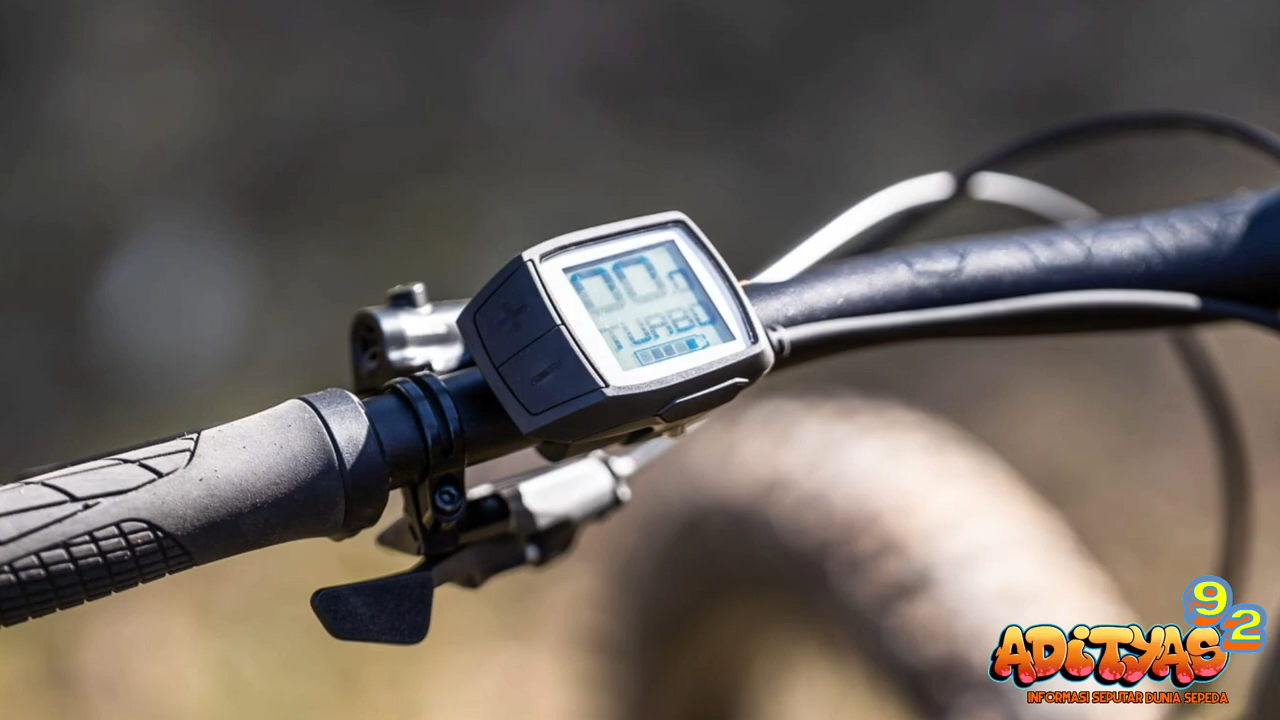 00.0
TURBO
92
ADITYAS
INFORMASI SEPUTAR DUNIA SEPEDA